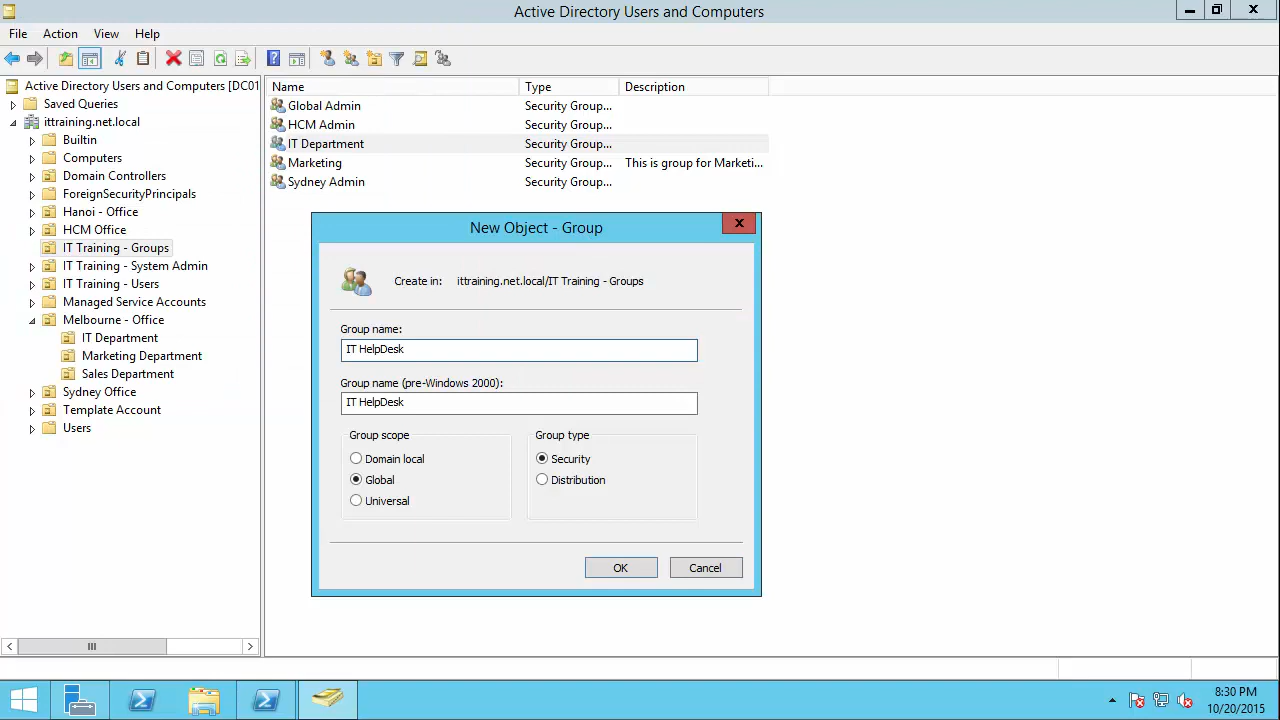 Active Directory Users and Computers
File Action View Help
Active Directory Users and Computers [DC01
Saved Queries
ittraining.net.local
Builtin
Computers
Domain Controllers
ForeignSecurityPrincipals
Hanoi - Office
HCM Office
IT Training - Groups
IT Training - System Admin
IT Training - Users
Managed Service Accounts
Melbourne - Office
IT Department
Marketing Department
Sales Department
Sydney Office
Template Account
Users
Name Type Description
Global Admin Security Group...
HCM Admin Security Group...
IT Department Security Group...
Marketing Security Group... This is group for Marketi...
Sydney Admin Security Group...
New Object - Group
Create in: ittraining.net.local/IT Training - Groups
Group name:
IT HelpDesk
Group name (pre-Windows 2000):
IT HelpDesk
Group scope
Domain local
Global
Universal
Group type
Security
Distribution
OK Cancel
8:30 PM
10/20/2015